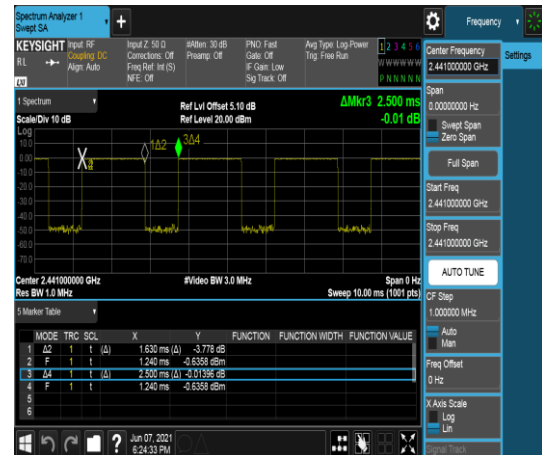 Spectrum Analyzer 1
Swept SA
+
Frequency
KEYSIGHT
RL
LXI
Input: RF
Coupling: DC
Align: Auto
Input Z: 50 Ω
Corrections: Off
Freq Ref: Int (S)
NFE: Off
#Atten: 30 dB
Preamp: Off
PNO: Fast
Gate: Off
IF Gain: Low
Sig Track: Off
Avg Type: Log-Power
Trig: Free Run
1 2 3 4 5 6
W W W W W W
P N N N N N
Center Frequency
2.441000000 GHz
Settings
Span
0.00000000 Hz
Swept Span
Zero Span
Full Span
Start Freq
2.441000000 GHz
Stop Freq
2.441000000 GHz
AUTO TUNE
CF Step
1.000000 MHz
Auto
Man
Freq Offset
0 Hz
X Axis Scale
Log
Lin
Signal Track
1 Spectrum
Scale/Div 10 dB
Ref Lvl Offset 5.10 dB
Ref Level 20.00 dBm
ΔMkr3 2.500 ms
-0.01 dB
Log
10.0
0.00
-10.0
-20.0
-30.0
-40.0
-50.0
-60.0
-70.0
1Δ2
3Δ4
Center 2.441000000 GHz
Res BW 1.0 MHz
#Video BW 3.0 MHz
Span 0 Hz
Sweep 10.00 ms (1001 pts)
5 Marker Table
MODE TRC SCL X Y FUNCTION FUNCTION WIDTH FUNCTION VALUE
1 Δ2 1 t (Δ) 1.630 ms (Δ) -3.778 dB
2 F 1 t 1.240 ms -0.6358 dBm
3 Δ4 1 t (Δ) 2.500 ms (Δ) -0.01396 dB
4 F 1 t 1.240 ms -0.6358 dBm
5
6
?
Jun 07, 2021
6:24:33 PM